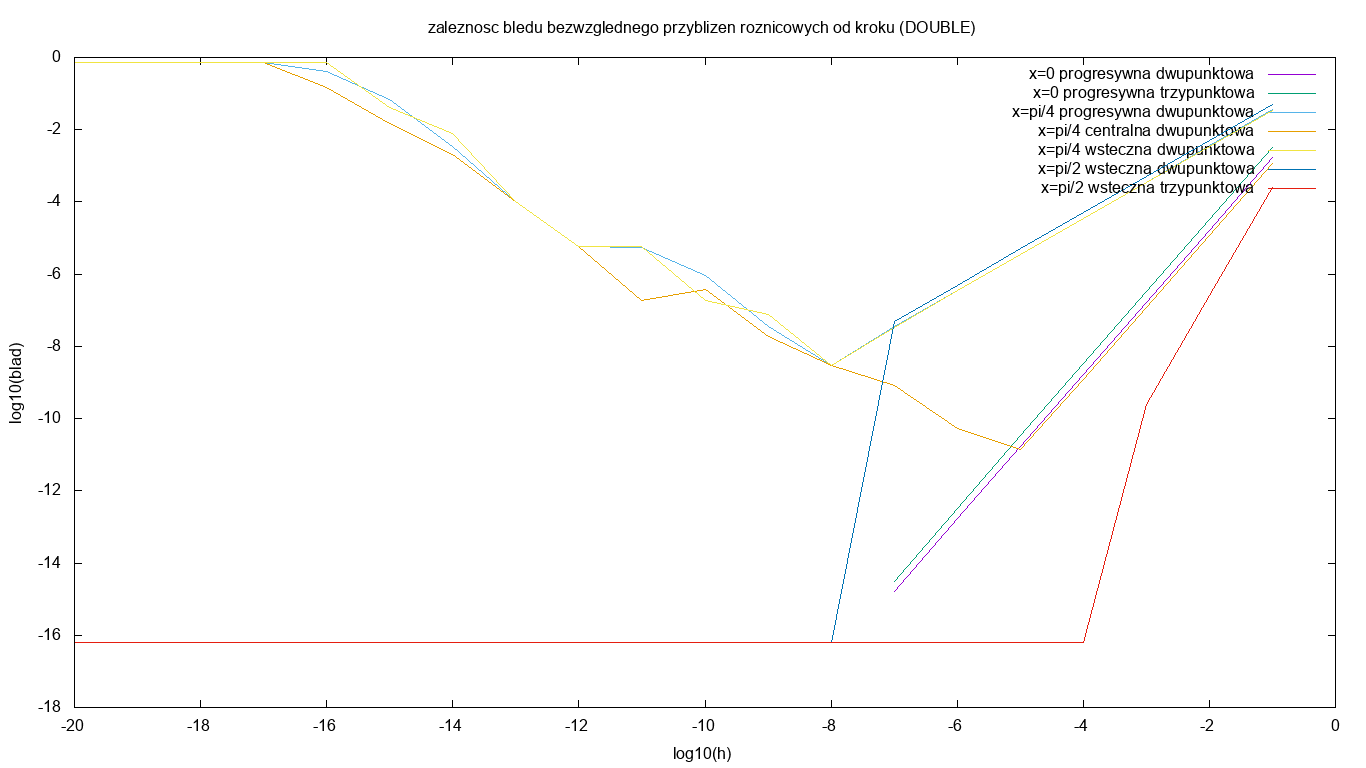 zaleznosc bledu bezwzglednego przyblizen roznicowych od kroku (DOUBLE)
x=0 progresywna dwupunktowa
x=0 progresywna trzypunktowa
x=pi/4 progresywna dwupunktowa
x=pi/4 centralna dwupunktowa
x=pi/4 wsteczna dwupunktowa
x=pi/2 wsteczna dwupunktowa
x=pi/2 wsteczna trzypunktowa
0
-2
-4
-6
-8
-10
-12
-14
-16
-18
log10(blad)
-20 -18 -16 -14 -12 -10 -8 -6 -4 -2 0
log10(h)